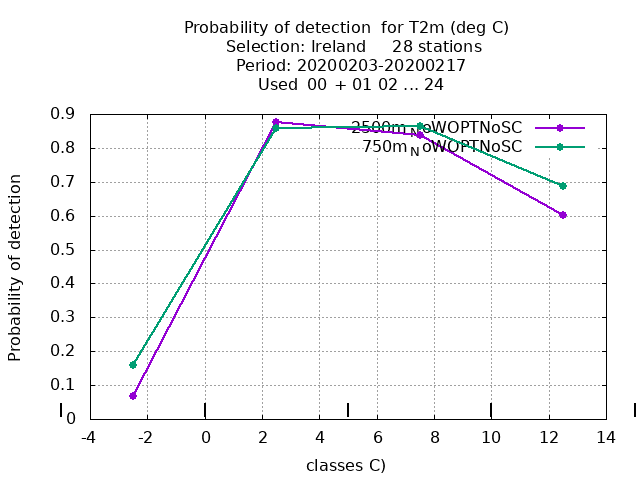 Probability of detection  for T2m (deg C)
Selection: Ireland     28 stations
Period: 20200203-20200217
Used  00  + 01 02 ... 24
0.9
0.8
0.7
0.6
0.5
0.4
0.3
0.2
0.1
0
Probability of detection
2500mNoWOPTNoSC
750mNoWOPTNoSC
-4 -2 0 2 4 6 8 10 12 14
classes C)